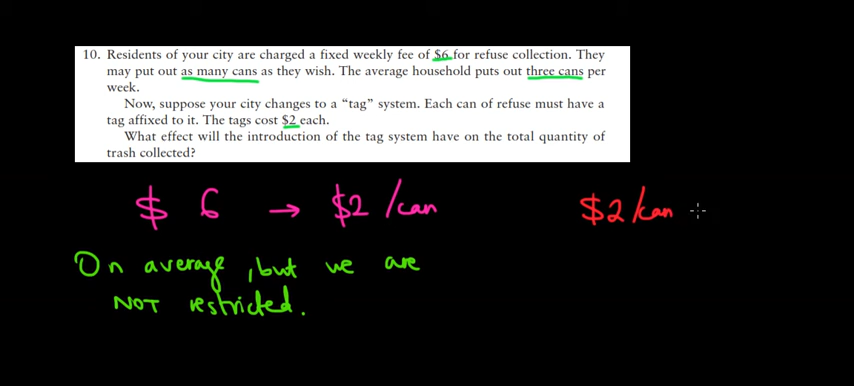 10. Residents of your city are charged a fixed weekly fee of $6 for refuse collection. They
may put out as many cans as they wish. The average household puts out three cans per
week.
Now, suppose your city changes to a “tag” system. Each can of refuse must have a
tag affixed to it. The tags cost $2 each.
What effect will the introduction of the tag system have on the total quantity of
trash collected?
$ 6 → $2 /can
$2/can
On average, but we are
NOT restricted.